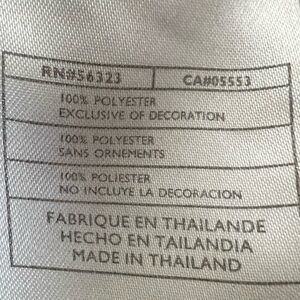 RN#56323 CA#05553
100% POLYESTER
EXCLUSIVE OF DECORATION
100% POLYESTER
SANS ORNEMENTS
100% POLIESTER
NO INCLUYE LA DECORACION
FABRIQUE EN THAILANDE
HECHO EN TAILANDIA
MADE IN THAILAND